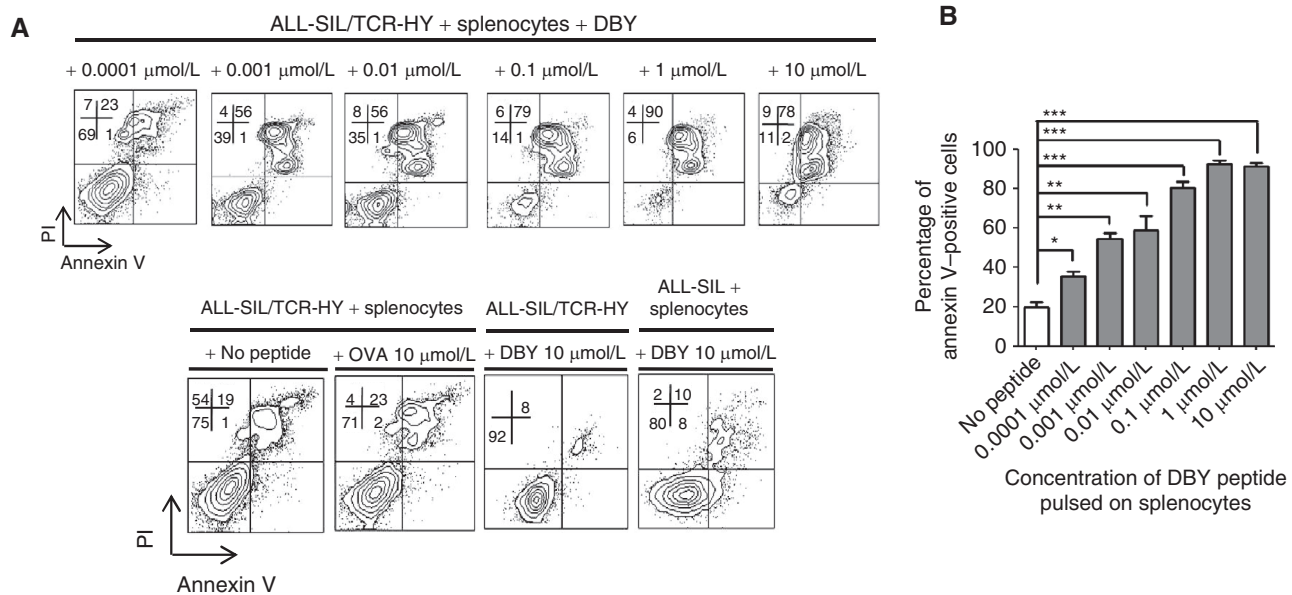 A
ALL-SIL/TCR-HY + splenocytes + DBY
+ 0.0001 μmol/L + 0.001 μmol/L + 0.01 μmol/L + 0.1 μmol/L + 1 μmol/L + 10 μmol/L
7 23 4 56 8 56 6 79 4 90 9 78
69 1 39 1 35 1 14 1 6 11 2
PI
Annexin V
ALL-SIL/TCR-HY + splenocytes ALL-SIL/TCR-HY ALL-SIL +
splenocytes
+ No peptide + OVA 10 μmol/L + DBY 10 μmol/L + DBY 10 μmol/L
54 19 4 23 8 2 10
75 1 71 2 92 80 8
PI
Annexin V
B
***
***
***
**
**
*
Percentage of
annexin V–positive cells
100
80
60
40
20
0
No peptide
0.0001 μmol/L
0.001 μmol/L
0.01 μmol/L
0.1 μmol/L
1 μmol/L
10 μmol/L
Concentration of DBY peptide
pulsed on splenocytes